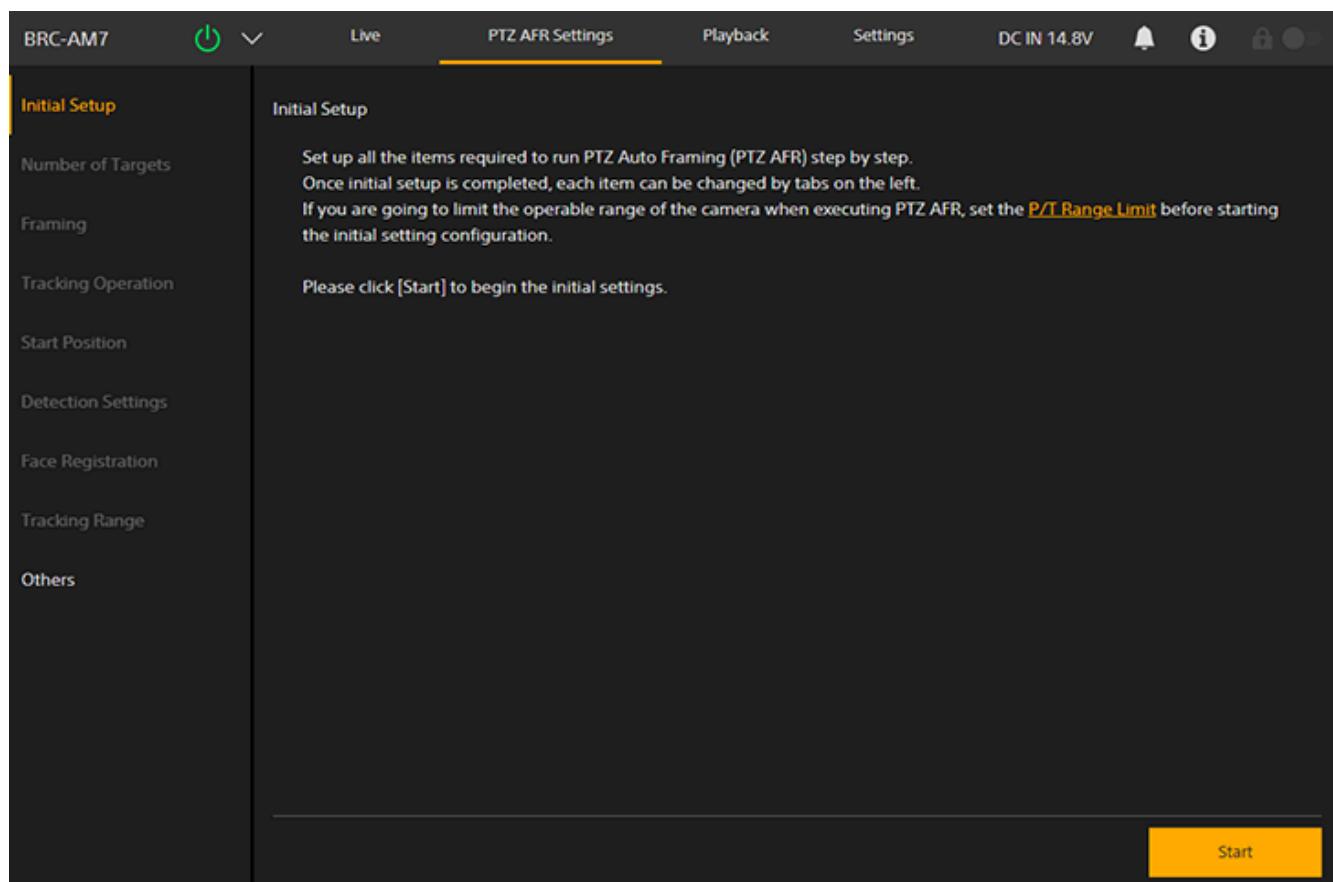 BRC-AM7 Live PTZ AFR Settings Playback Settings DC IN 14.8V
Initial Setup
Number of Targets
Framing
Tracking Operation
Start Position
Detection Settings
Face Registration
Tracking Range
Others
Initial Setup
Set up all the items required to run PTZ Auto Framing (PTZ AFR) step by step.
Once initial setup is completed, each item can be changed by tabs on the left.
If you are going to limit the operable range of the camera when executing PTZ AFR, set the P/T Range Limit before starting
the initial setting configuration.
Please click [Start] to begin the initial settings.
Start